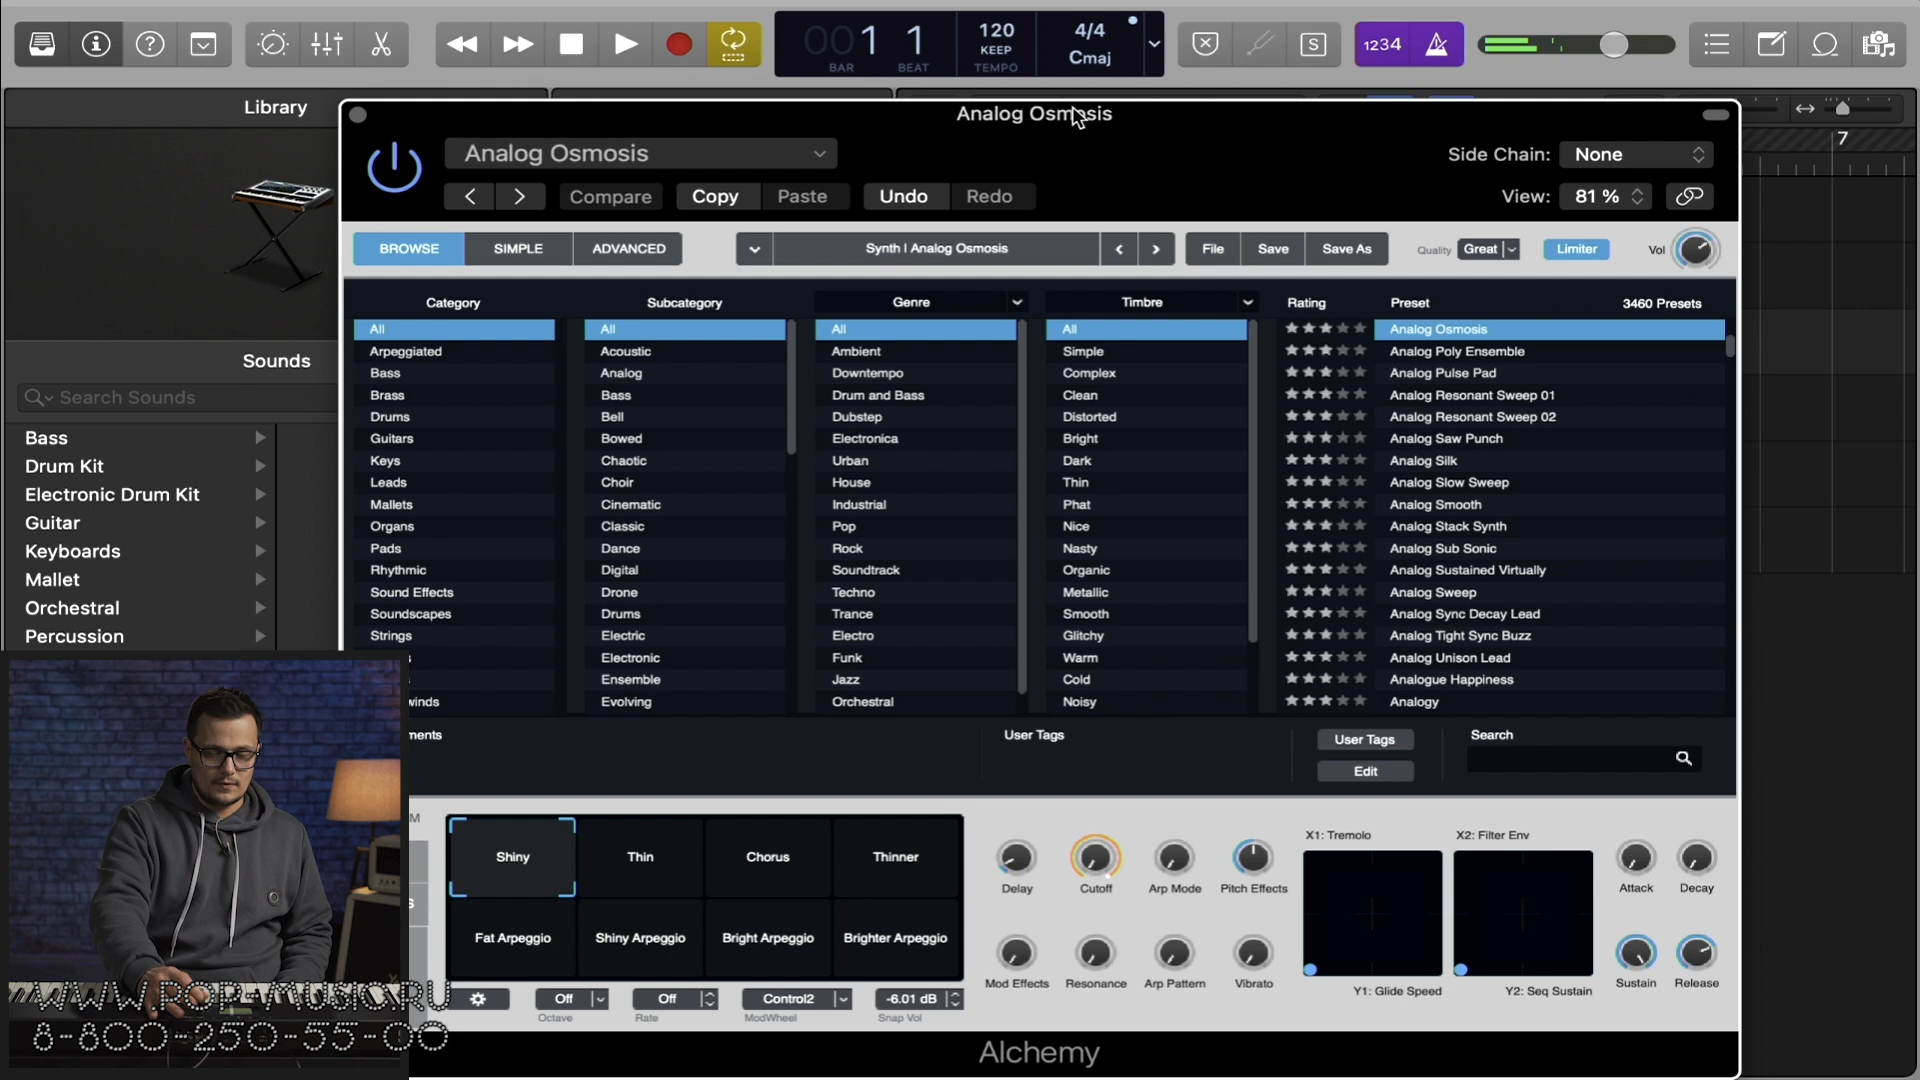 001 1
BAR BEAT
120
KEEP
TEMPO
4/4
Cmaj
S
1234
Library
Analog Osmosis
7
Analog Osmosis
Side Chain: None
Compare Copy Paste Undo Redo
View: 81 %
BROWSE SIMPLE ADVANCED
Synth | Analog Osmosis
File Save Save As
Quality Great
Limiter
Vol
Sounds
Search Sounds
Bass
Drum Kit
Electronic Drum Kit
Guitar
Keyboards
Mallet
Orchestral
Percussion
Category
All
Arpeggiated
Bass
Brass
Drums
Guitars
Keys
Leads
Mallets
Organs
Pads
Rhythmic
Sound Effects
Soundscapes
Strings
s
winds
Subcategory
All
Acoustic
Analog
Bass
Bell
Bowed
Chaotic
Choir
Cinematic
Classic
Dance
Digital
Drone
Drums
Electric
Electronic
Ensemble
Evolving
Genre
All
Ambient
Downtempo
Drum and Bass
Dubstep
Electronica
Urban
House
Industrial
Pop
Rock
Soundtrack
Techno
Trance
Electro
Funk
Jazz
Orchestral
Timbre
All
Simple
Complex
Clean
Distorted
Bright
Dark
Thin
Phat
Nice
Nasty
Organic
Metallic
Smooth
Glitchy
Warm
Cold
Noisy
Rating
Preset
3460 Presets
Analog Osmosis
Analog Poly Ensemble
Analog Pulse Pad
Analog Resonant Sweep 01
Analog Resonant Sweep 02
Analog Saw Punch
Analog Silk
Analog Slow Sweep
Analog Smooth
Analog Stack Synth
Analog Sub Sonic
Analog Sustained Virtually
Analog Sweep
Analog Sync Decay Lead
Analog Tight Sync Buzz
Analog Unison Lead
Analogue Happiness
Analogy
ments
User Tags
User Tags
Edit
Search
M
S
Shiny Thin Chorus Thinner
Fat Arpeggio Shiny Arpeggio Bright Arpeggio Brighter Arpeggio
Off Off Control2 -6.01 dB
Octave Rate ModWheel Snap Vol
Delay Cutoff Arp Mode Pitch Effects
Mod Effects Resonance Arp Pattern Vibrato
X1: Tremolo
Y1: Glide Speed
X2: Filter Env
Y2: Seq Sustain
Attack Decay
Sustain Release
Alchemy
WWW.POP-MUSIC.RU
8-800-250-55-00